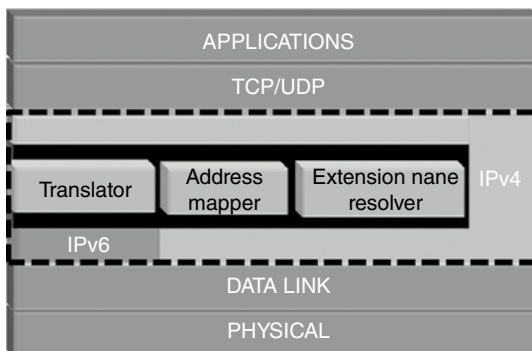 APPLICATIONS
TCP/UDP
Translator
Address
mapper
Extension nane
resolver
IPv4
IPv6
DATA LINK
PHYSICAL